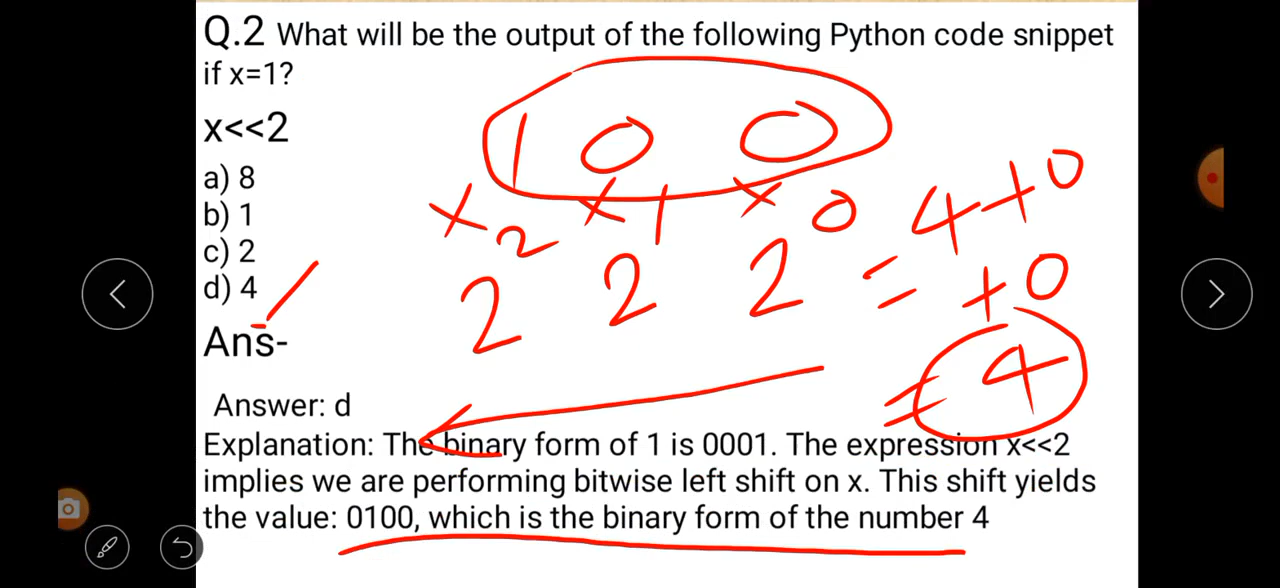 Q.2 What will be the output of the following Python code snippet
if x=1?
x<<2
1 0 0
x x x
2² 2¹ 2⁰ = 4+0
+0
= 4
a) 8
b) 1
c) 2
d) 4
Ans-
Answer: d
Explanation: The binary form of 1 is 0001. The expression x<<2
implies we are performing bitwise left shift on x. This shift yields
the value: 0100, which is the binary form of the number 4